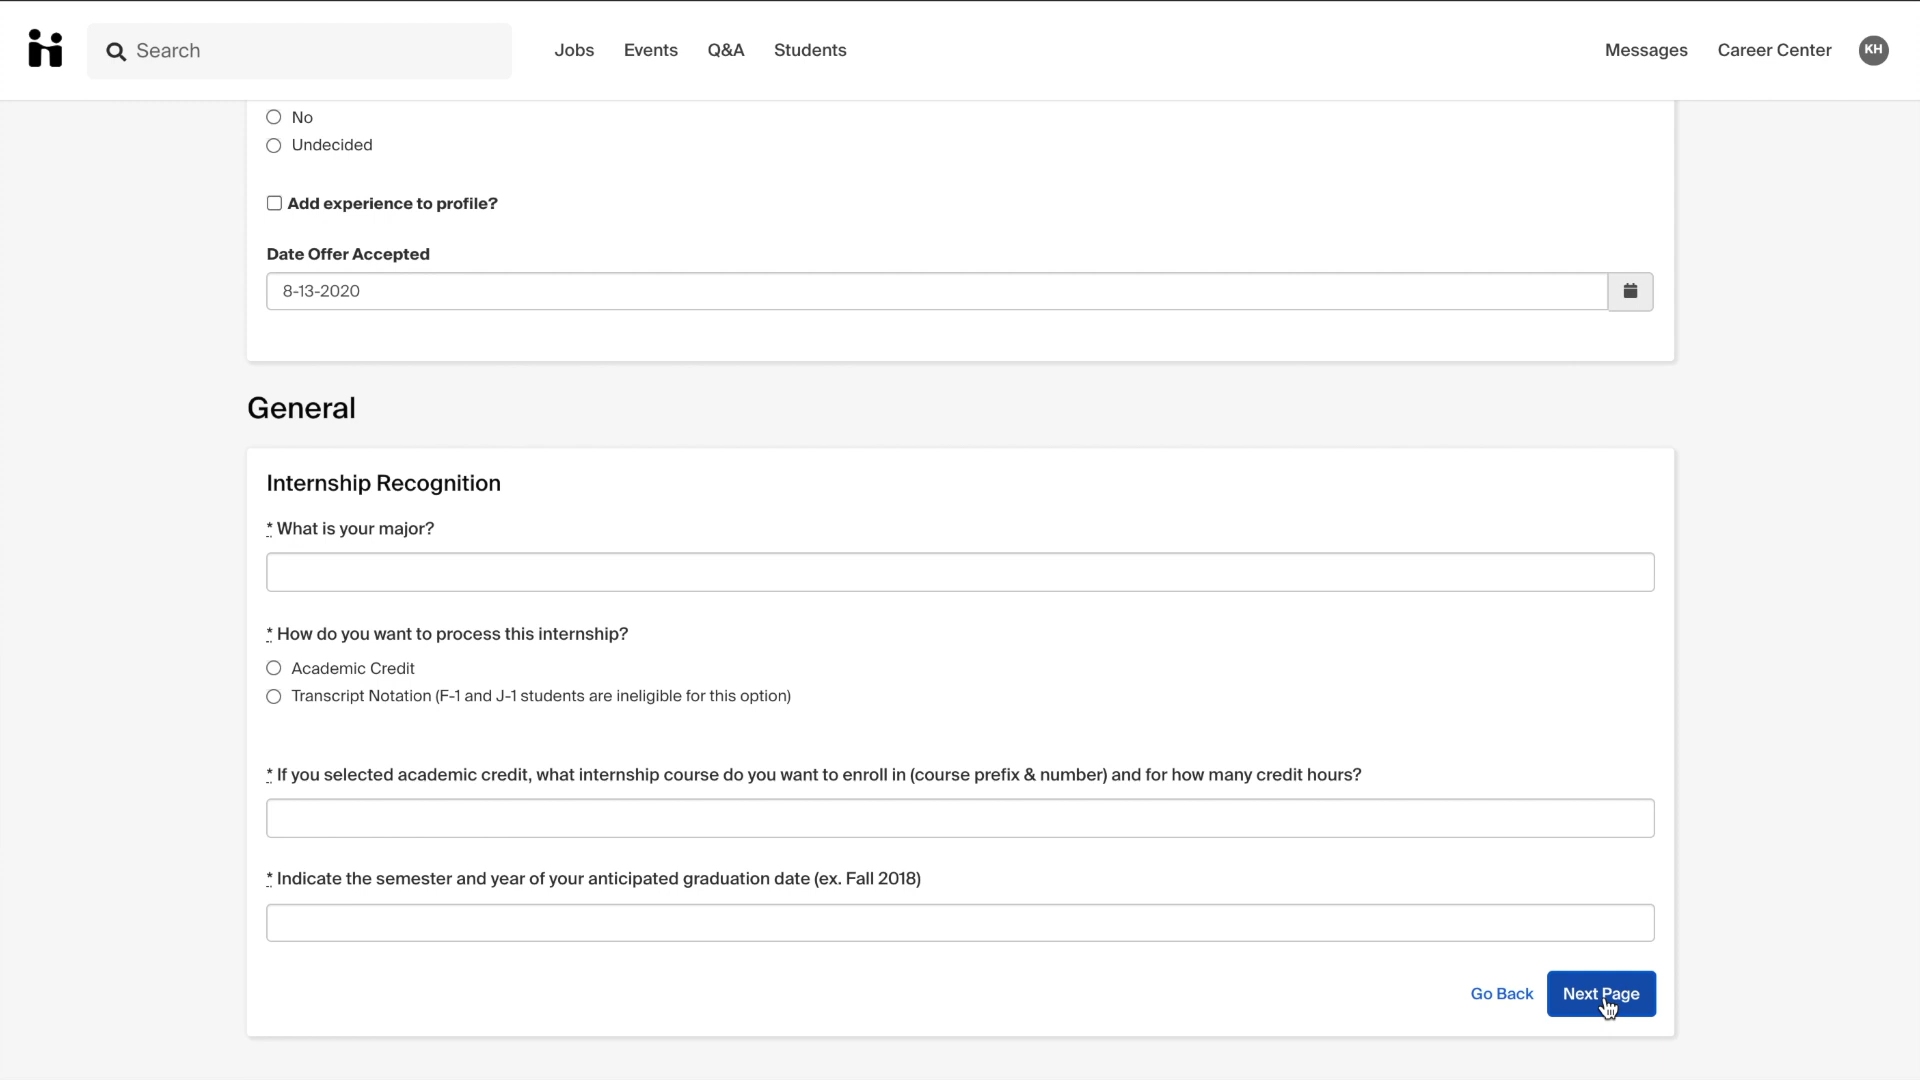 Search
Jobs
Events
Q&A
Students
Messages
Career Center
KH
No
Undecided
Add experience to profile?
Date Offer Accepted
8-13-2020
General
Internship Recognition
* What is your major?
* How do you want to process this internship?
Academic Credit
Transcript Notation (F-1 and J-1 students are ineligible for this option)
* If you selected academic credit, what internship course do you want to enroll in (course prefix & number) and for how many credit hours?
* Indicate the semester and year of your anticipated graduation date (ex. Fall 2018)
Go Back
Next Page